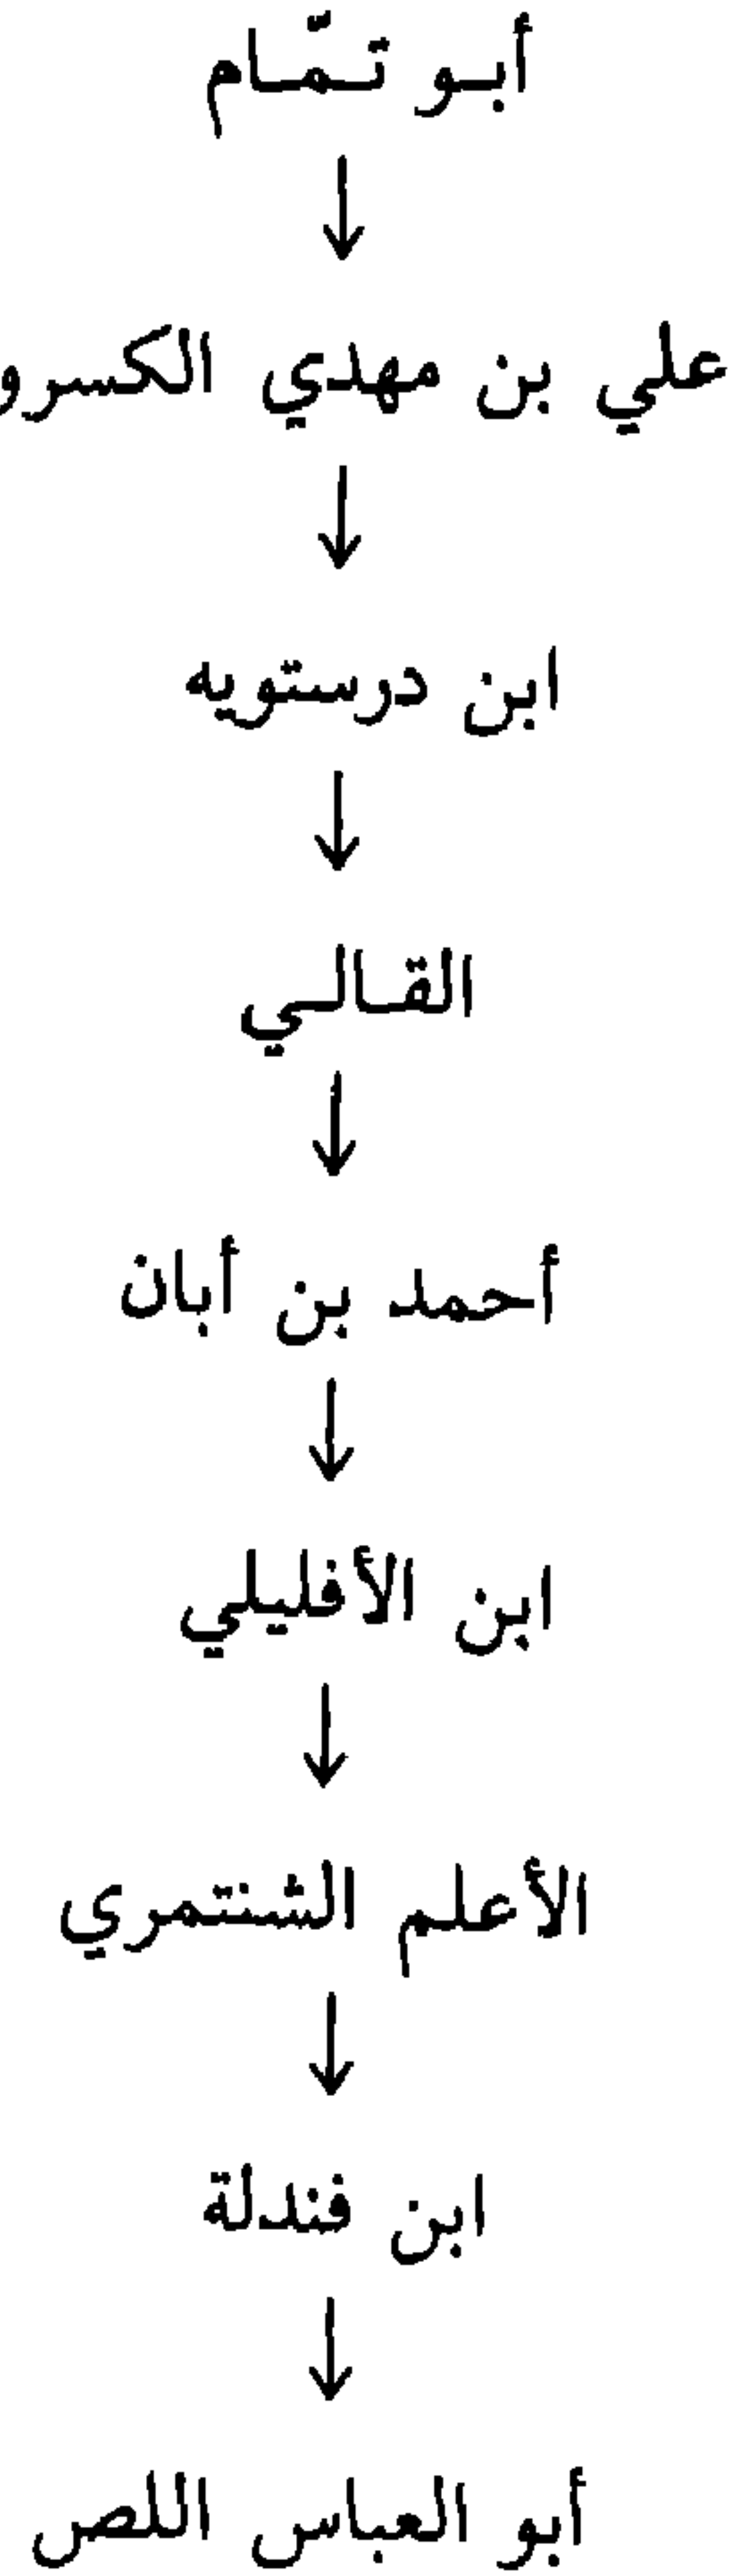 أبو تمّام
↓
علي بن مهدي الكسرو
↓
ابن درستويه
↓
القالي
↓
أحمد بن أبان
↓
ابن الأفليلي
↓
الأعلم الشنتمري
↓
ابن فندلة
↓
أبو العباس اللص